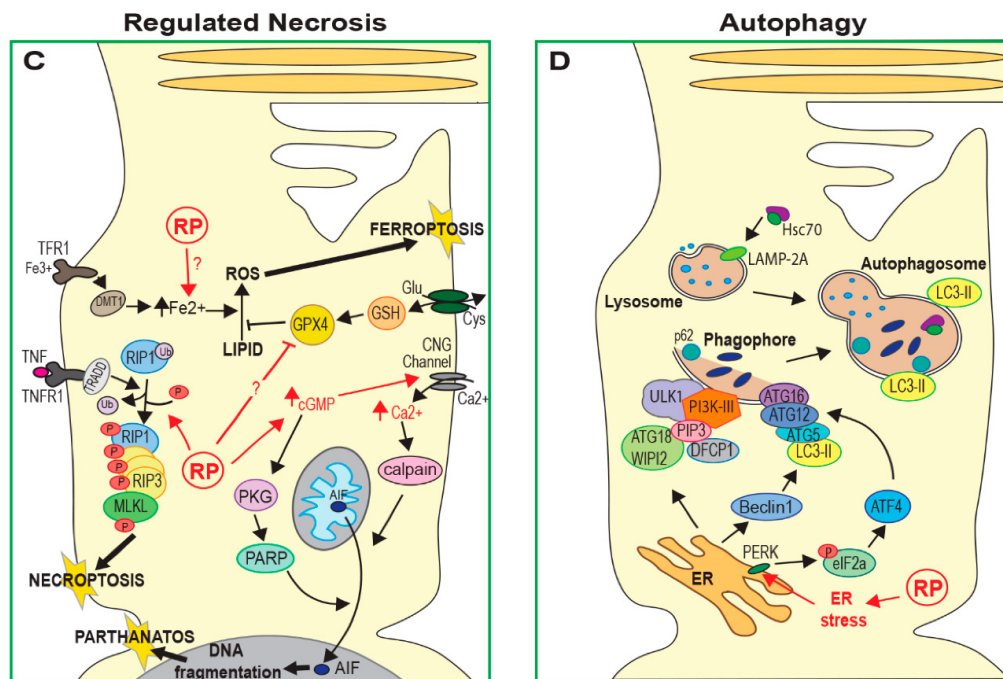 Regulated Necrosis
C
RP
?
TFR1
Fe3+
DMT1
Fe2+
ROS
LIPID
FERROPTOSIS
Glu
GPX4
GSH
Cys
TNF
TNFR1
TRADD
RIP1
Ub
Ub
P
?
cGMP
CNG
Channel
Ca2+
Ca2+
P
RIP1
P
P
RIP3
P
MLKL
P
RP
PKG
AIF
calpain
PARP
NECROPTOSIS
PARTHANATOS
DNA
fragmentation
AIF
Autophagy
D
Hsc70
LAMP-2A
Lysosome
Autophagosome
LC3-II
p62
Phagophore
LC3-II
ULK1
PI3K-III
ATG16
ATG12
PIP3
ATG18
WIPI2
DFCP1
ATG5
LC3-II
Beclin1
ATF4
PERK
P
eIF2a
ER
ER
stress
RP